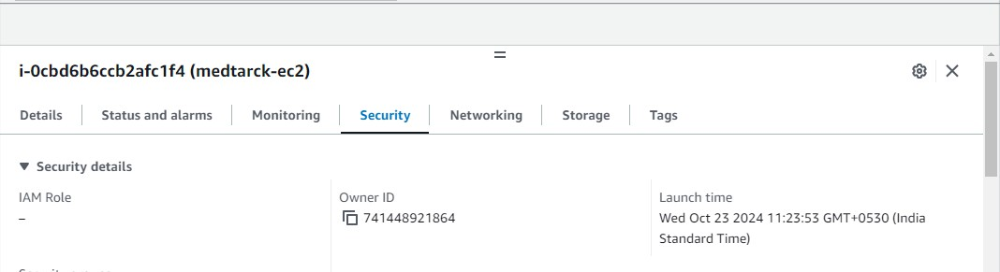 i-0cbd6b6ccb2afc1f4 (medtarck-ec2)
Details Status and alarms Monitoring Security Networking Storage Tags
Security details
IAM Role
–
Owner ID
741448921864
Launch time
Wed Oct 23 2024 11:23:53 GMT+0530 (India
Standard Time)